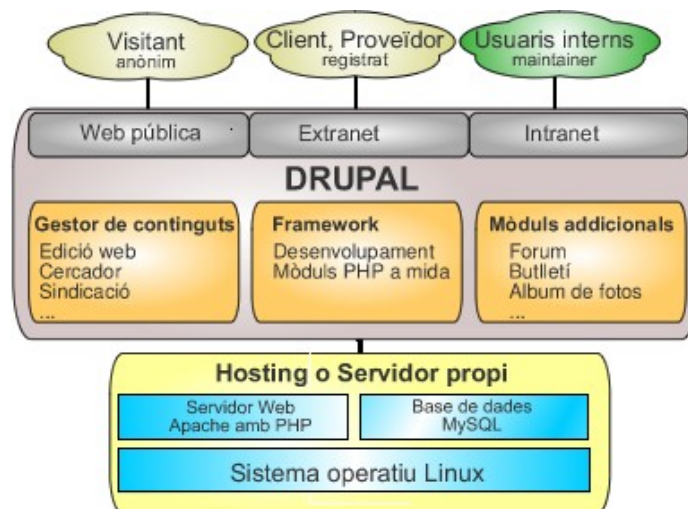 Visitant
anònim
Client, Proveïdor
registrat
Usuaris interns
maintainer
Web pública
Extranet
Intranet
DRUPAL
Gestor de continguts
Edició web
Cercador
Sindicació
...
Framework
Desenvolupament
Mòduls PHP a mida
Mòduls addicionals
Forum
Butlletí
Album de fotos
...
Hosting o Servidor propi
Servidor Web
Apache amb PHP
Base de dades
MySQL
Sistema operatiu Linux